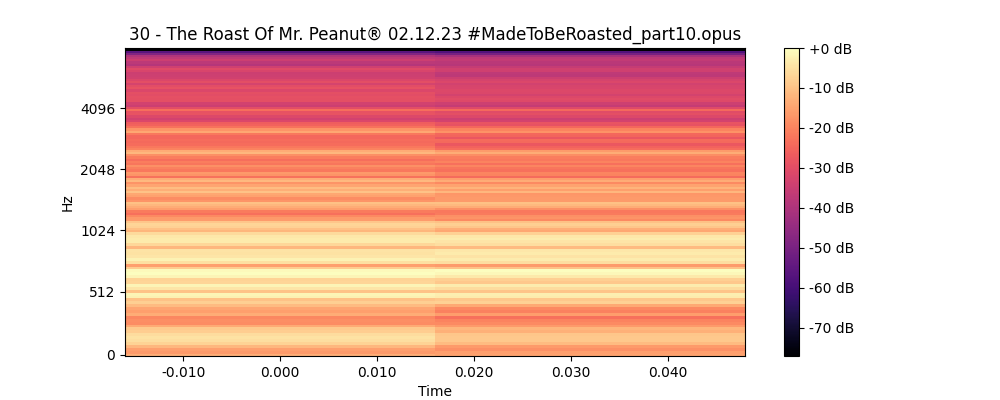 30 - The Roast Of Mr. Peanut® 02.12.23 #MadeToBeRoasted_part10.opus
+0 dB
-10 dB
-20 dB
-30 dB
-40 dB
-50 dB
-60 dB
-70 dB
4096
2048
1024
512
0
Hz
-0.010
0.000
0.010
0.020
0.030
0.040
Time